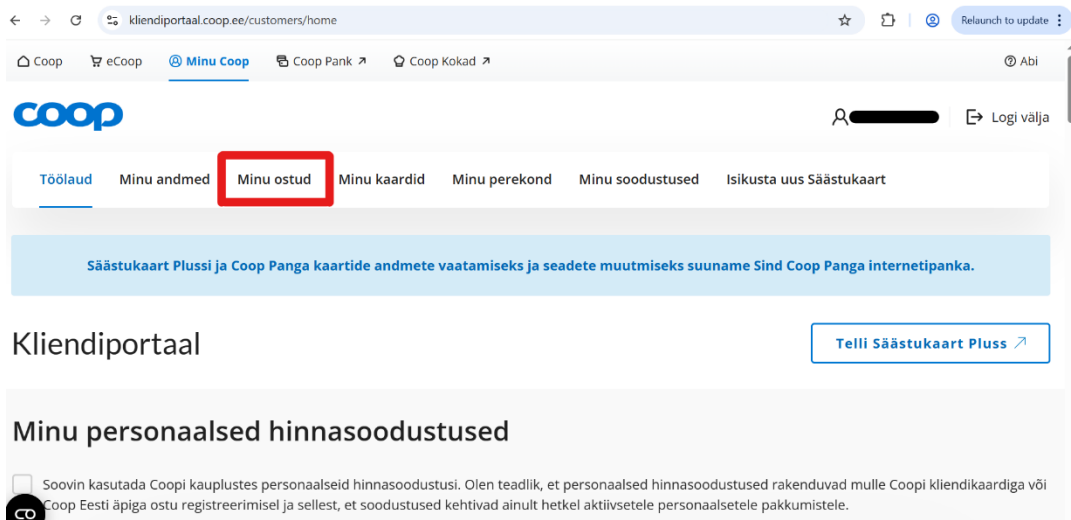 kliendiportaal.coop.ee/customers/home
Relaunch to update
Coop eCoop Minu Coop Coop Pank Coop Kokad Abi
coop
Logi välja
Töölaud Minu andmed Minu ostud Minu kaardid Minu perekond Minu soodustused Isikusta uus Säästukaart
Säästukaart Plussi ja Coop Panga kaartide andmete vaatamiseks ja seadete muutmiseks suuname Sind Coop Panga internetipanka.
Kliendiportaal
Telli Säästukaart Pluss
Minu personaalsed hinnasoodustused
Soovin kasutada Coopi kauplustes personaalseid hinnasoodustusi. Olen teadlik, et personaalsed hinnasoodustused rakenduvad mulle Coopi kliendikaardiga või
Coop Eesti äpiga ostu registreerimisel ja sellest, et soodustused kehtivad ainult hetkel aktiivsetele personaalsetele pakkumistele.